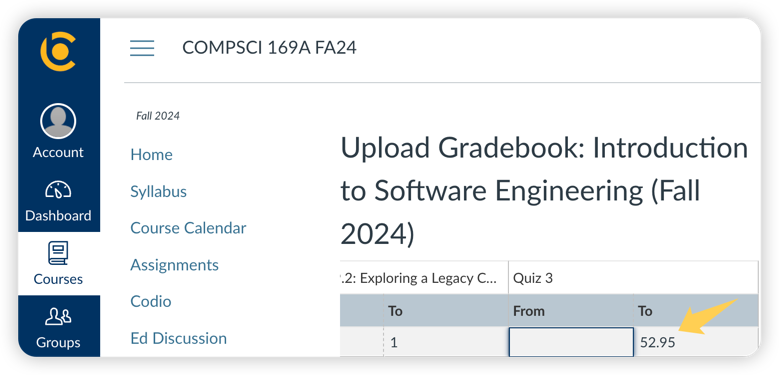 COMPSCI 169A FA24
Account
Dashboard
Courses
Groups
Fall 2024
Home
Syllabus
Course Calendar
Assignments
Codio
Ed Discussion
Upload Gradebook: Introduction
to Software Engineering (Fall
2024)
.2: Exploring a Legacy C... Quiz 3
To From To
1 52.95